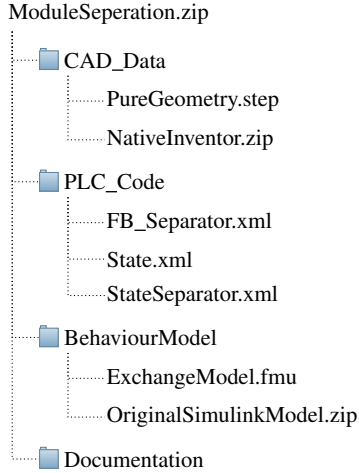 ModuleSeperation.zip
CAD_Data
PureGeometry.step
NativeInventor.zip
PLC_Code
FB_Separator.xml
State.xml
StateSeparator.xml
BehaviourModel
ExchangeModel.fmu
OriginalSimulinkModel.zip
Documentation